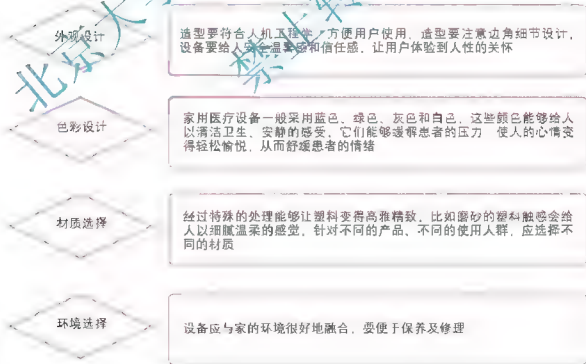 外观设计
造型要符合人机工程学，方便用户使用，造型要注意边角细节设计，
设备要给人安全温馨感和信任感，让用户体验到人性的关怀
色彩设计
家用医疗设备一般采用蓝色、绿色、灰色和白色，这些颜色能够给人
以清洁卫生、安静的感受，它们能够缓解患者的压力，使人的心情变
得轻松愉悦，从而舒缓患者的情绪
材质选择
经过特殊的处理能够让塑料变得高雅精致，比如磨砂的塑料触感会给
人以细腻温柔的感觉，针对不同的产品、不同的使用人群，应选择不
同的材质
环境选择
设备应与家的环境很好地融合，要便于保养及修理
北京大
禁止转